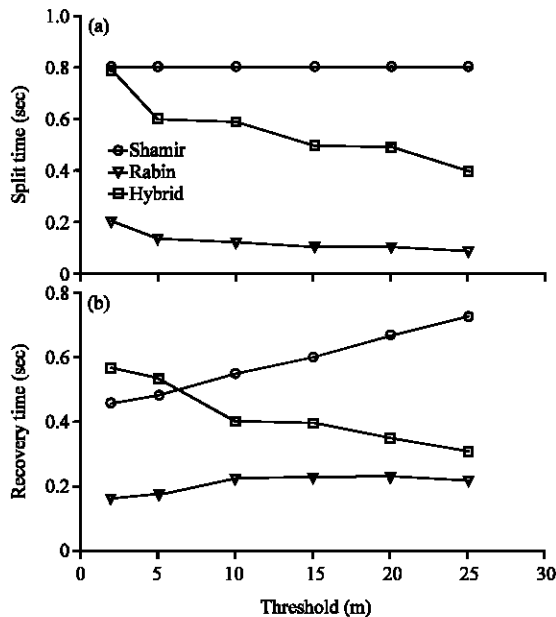 (a)
Split time (sec)
1.0
0.8
0.6
0.4
0.2
0
Shamir
Rabin
Hybrid
(b)
Recovery time (sec)
0.8
0.6
0.4
0.2
0
0 5 10 15 20 25 30
Threshold (m)